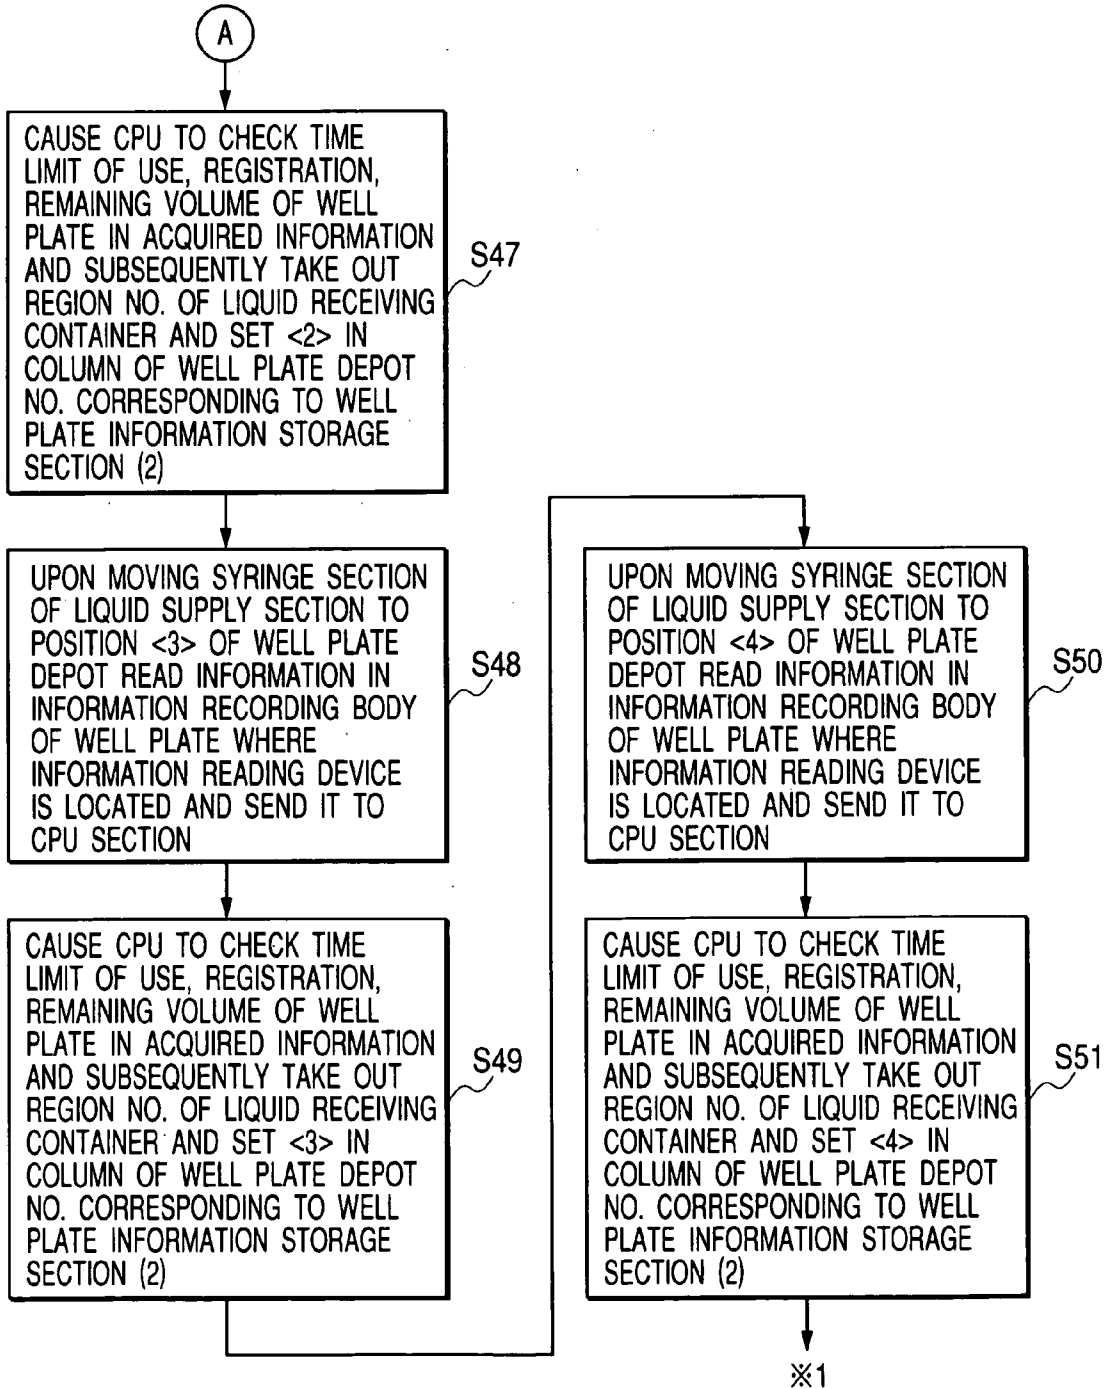 A
CAUSE CPU TO CHECK TIME
LIMIT OF USE, REGISTRATION,
REMAINING VOLUME OF WELL
PLATE IN ACQUIRED INFORMATION
AND SUBSEQUENTLY TAKE OUT
REGION NO. OF LIQUID RECEIVING
CONTAINER AND SET <2> IN
COLUMN OF WELL PLATE DEPOT
NO. CORRESPONDING TO WELL
PLATE INFORMATION STORAGE
SECTION (2)
S47
UPON MOVING SYRINGE SECTION
OF LIQUID SUPPLY SECTION TO
POSITION <3> OF WELL PLATE
DEPOT READ INFORMATION IN
INFORMATION RECORDING BODY
OF WELL PLATE WHERE
INFORMATION READING DEVICE
IS LOCATED AND SEND IT TO
CPU SECTION
S48
CAUSE CPU TO CHECK TIME
LIMIT OF USE, REGISTRATION,
REMAINING VOLUME OF WELL
PLATE IN ACQUIRED INFORMATION
AND SUBSEQUENTLY TAKE OUT
REGION NO. OF LIQUID RECEIVING
CONTAINER AND SET <3> IN
COLUMN OF WELL PLATE DEPOT
NO. CORRESPONDING TO WELL
PLATE INFORMATION STORAGE
SECTION (2)
S49
UPON MOVING SYRINGE SECTION
OF LIQUID SUPPLY SECTION TO
POSITION <4> OF WELL PLATE
DEPOT READ INFORMATION IN
INFORMATION RECORDING BODY
OF WELL PLATE WHERE
INFORMATION READING DEVICE
IS LOCATED AND SEND IT TO
CPU SECTION
S50
CAUSE CPU TO CHECK TIME
LIMIT OF USE, REGISTRATION,
REMAINING VOLUME OF WELL
PLATE IN ACQUIRED INFORMATION
AND SUBSEQUENTLY TAKE OUT
REGION NO. OF LIQUID RECEIVING
CONTAINER AND SET <4> IN
COLUMN OF WELL PLATE DEPOT
NO. CORRESPONDING TO WELL
PLATE INFORMATION STORAGE
SECTION (2)
S51
※1